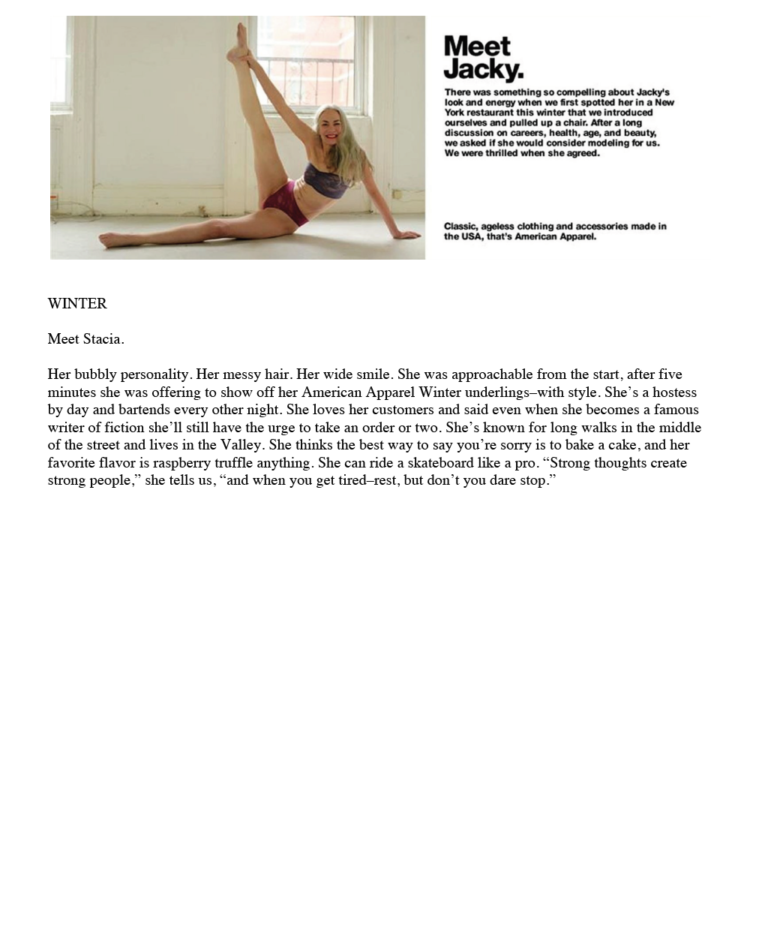 Meet
Jacky.
There was something so compelling about Jacky's
look and energy when we first spotted her in a New
York restaurant this winter that we introduced
ourselves and pulled up a chair. After a long
discussion on careers, health, age, and beauty,
we asked if she would consider modeling for us.
We were thrilled when she agreed.
Classic, ageless clothing and accessories made in
the USA, that's American Apparel.
WINTER
Meet Stacia.
Her bubbly personality. Her messy hair. Her wide smile. She was approachable from the start, after five
minutes she was offering to show off her American Apparel Winter underlings–with style. She’s a hostess
by day and bartends every other night. She loves her customers and said even when she becomes a famous
writer of fiction she’ll still have the urge to take an order or two. She’s known for long walks in the middle
of the street and lives in the Valley. She thinks the best way to say you’re sorry is to bake a cake, and her
favorite flavor is raspberry truffle anything. She can ride a skateboard like a pro. “Strong thoughts create
strong people,” she tells us, “and when you get tired–rest, but don’t you dare stop.”